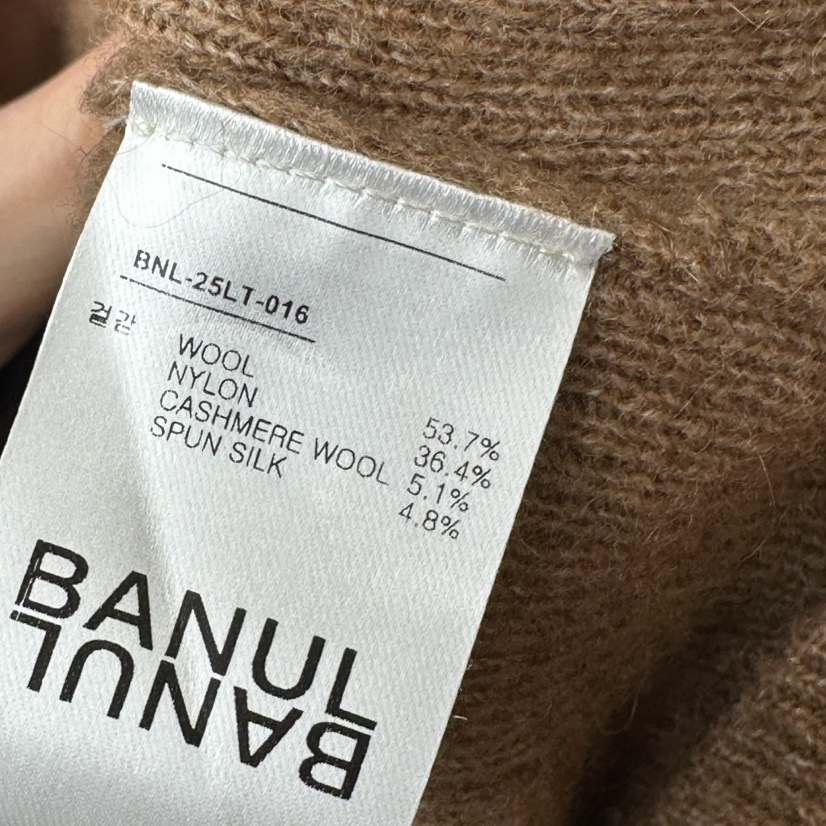 BNL-25LT-016
겉감
WOOL 53.7%
NYLON 36.4%
CASHMERE WOOL 5.1%
SPUN SILK 4.8%
BANUL
BANUL